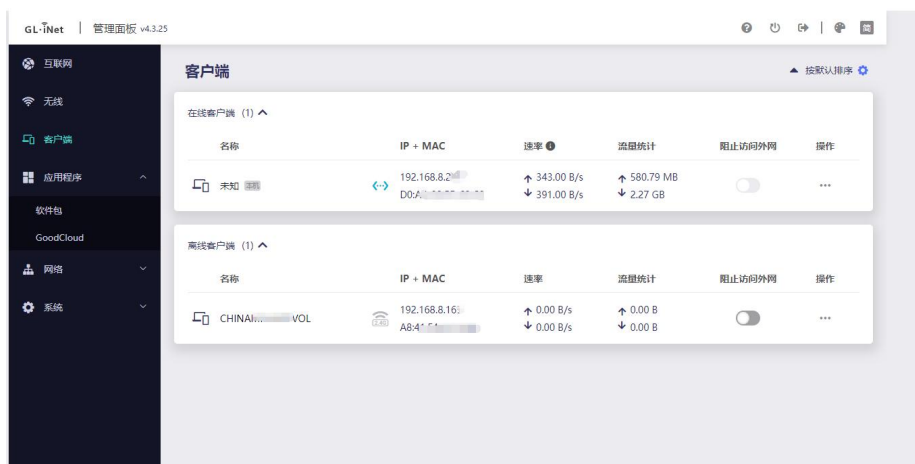 GL·iNet | 管理面板 v4.3.25
简
互联网
无线
客户端
应用程序
软件包
GoodCloud
网络
系统
客户端
按默认排序
在线客户端 (1)
名称 IP + MAC 速率 流量统计 阻止访问外网 操作
未知 本机 192.168.8.2 ↑ 343.00 B/s ↑ 580.79 MB
D0:A ↓ 391.00 B/s ↓ 2.27 GB
离线客户端 (1)
名称 IP + MAC 速率 流量统计 阻止访问外网 操作
CHINA VOL 192.168.8.16 ↑ 0.00 B/s ↑ 0.00 B
A8:4 ↓ 0.00 B/s ↓ 0.00 B